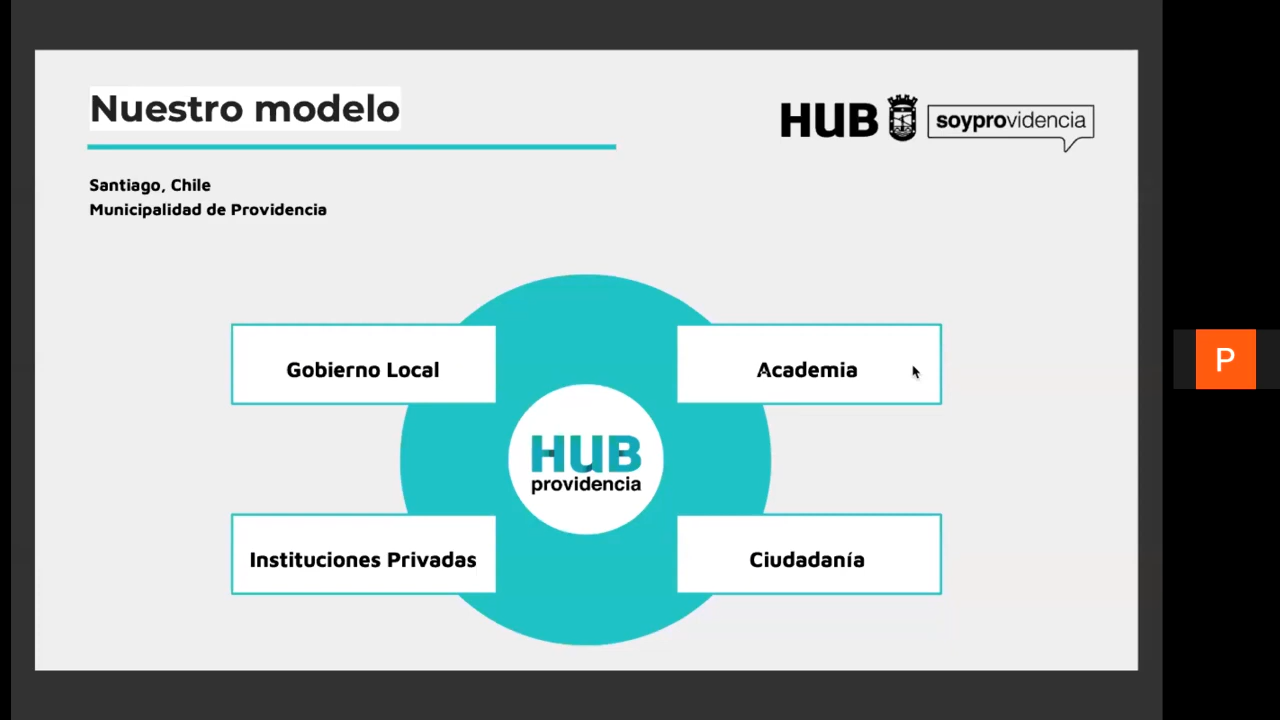 Nuestro modelo
HUB soyprovidencia
Santiago, Chile
Municipalidad de Providencia
Gobierno Local
Academia
P
HUB
providencia
Instituciones Privadas
Ciudadanía